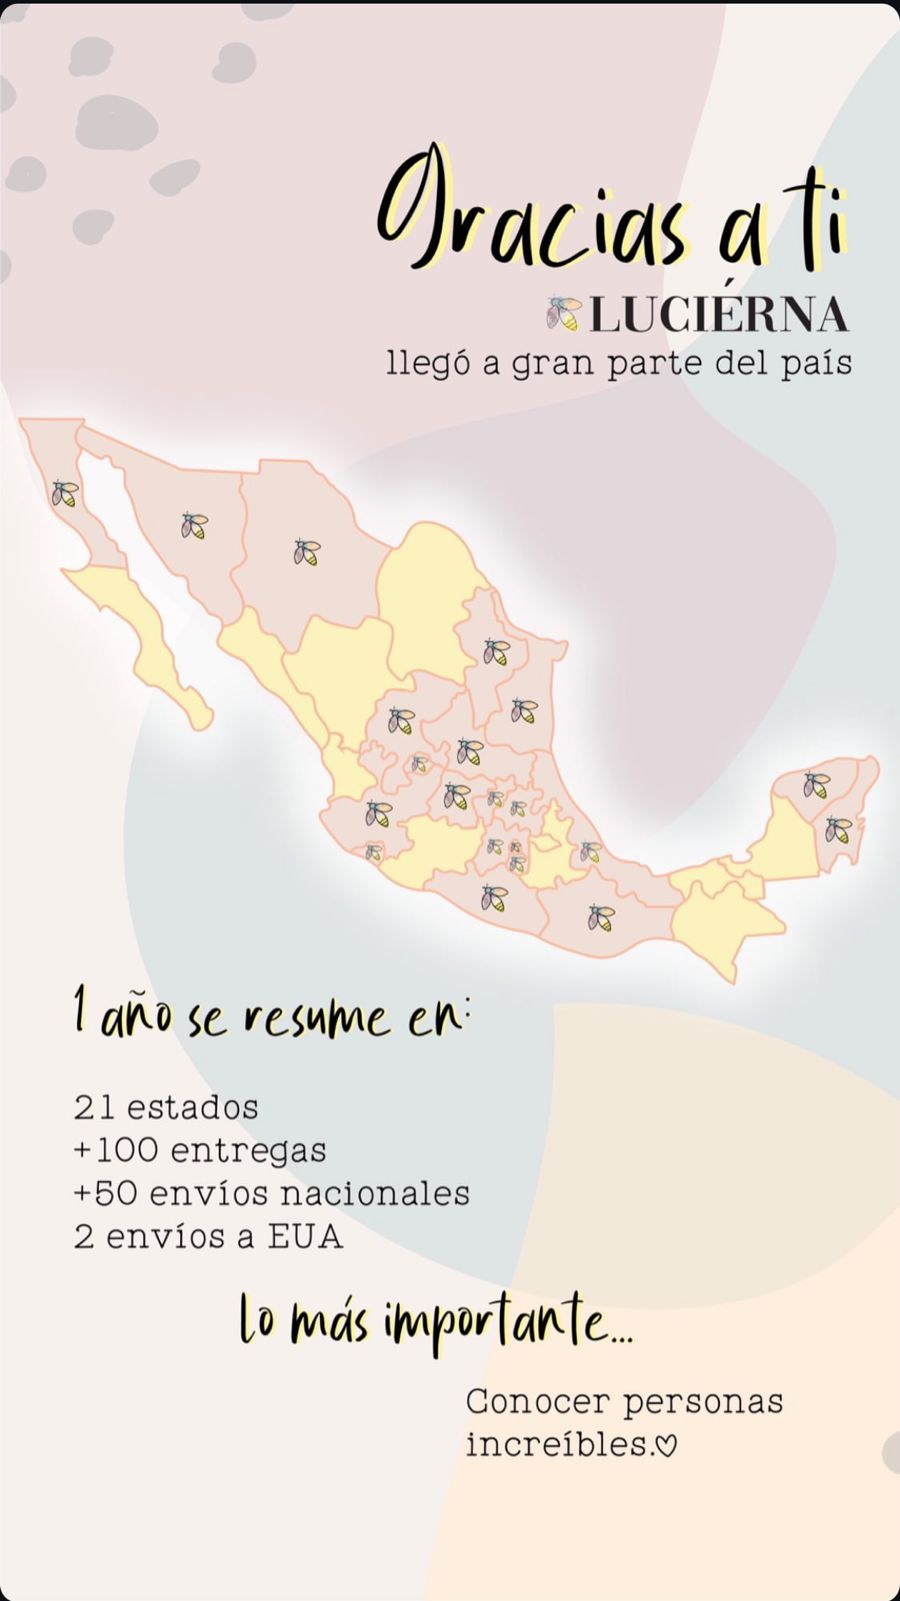 Gracias a ti
LUCIÉRNA
llegó a gran parte del país
1 año se resume en:
21 estados
+100 entregas
+50 envíos nacionales
2 envíos a EUA
lo más importante...
Conocer personas
increíbles.♡